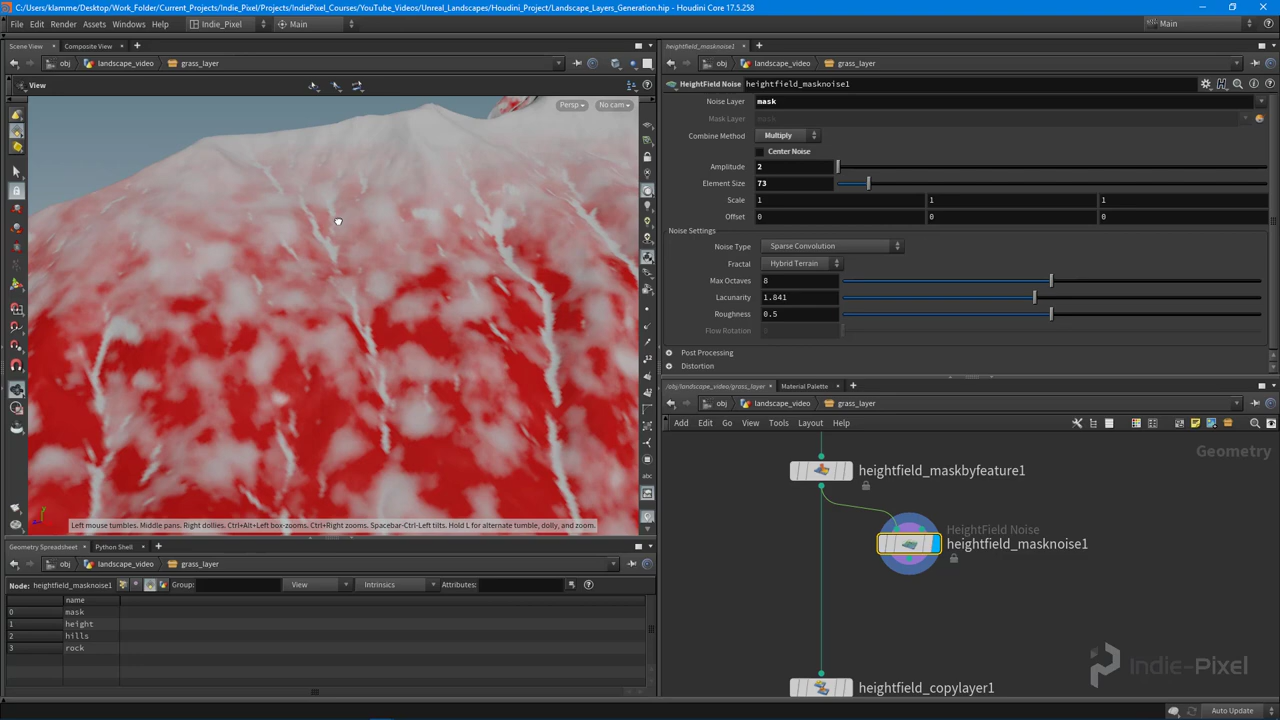 C:/Users/klamme/Desktop/Work_Folder/Current_Projects/IndiePixel/Projects/IndiePixel_Courses/YouTube_Videos/Unreal_Landscapes/Houdini_Project/Landscape_Layers_Generation.hip - Houdini Core 17.5.258
File Edit Render Assets Windows Help Indie_Pixel Main Main
Scene View Composite View
obj landscape_video grass_layer
View
Persp No cam
Left mouse tumbles. Middle pans. Right dollies. Ctrl+Alt+Left box-zooms. Ctrl+Right zooms. Spacebar-Ctrl-Left tilts. Hold L for alternate tumble, dolly, and zoom.
Geometry Spreadsheet Python Shell
obj landscape_video grass_layer
Node: heightfield_masknoise1 Group: View Intrinsics Attributes:
name
0 mask
1 height
2 hills
3 rock
heightfield_masknoise1
obj landscape_video grass_layer
HeightField Noise heightfield_masknoise1
Noise Layer mask
Mask Layer mask
Combine Method Multiply
Center Noise
Amplitude 2
Element Size 73
Scale 1 1 1
Offset 0 0 0
Noise Settings
Noise Type Sparse Convolution
Fractal Hybrid Terrain
Max Octaves 8
Lacunarity 1.841
Roughness 0.5
Flow Rotation 0
Post Processing
Distortion
/obj/landscape_video/grass_layer Material Palette
obj landscape_video grass_layer
Add Edit Go View Tools Layout Help
Geometry
heightfield_maskbyfeature1
HeightField Noise
heightfield_masknoise1
heightfield_copylayer1
Indie-Pixel
Auto Update